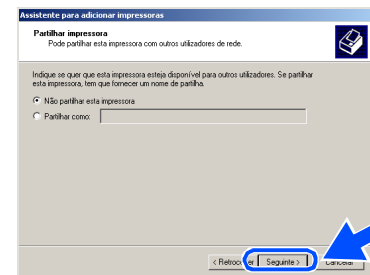 Assistente para adicionar impressoras
Partilhar impressora
Pode partilhar esta impressora com outros utilizadores de rede.
Indique se quer que esta impressora esteja disponível para outros utilizadores. Se partilhar
esta impressora, tem que fornecer um nome de partilha.
Não partilhar esta impressora
Partilhar como:
< Retroceder Seguinte > Cancelar